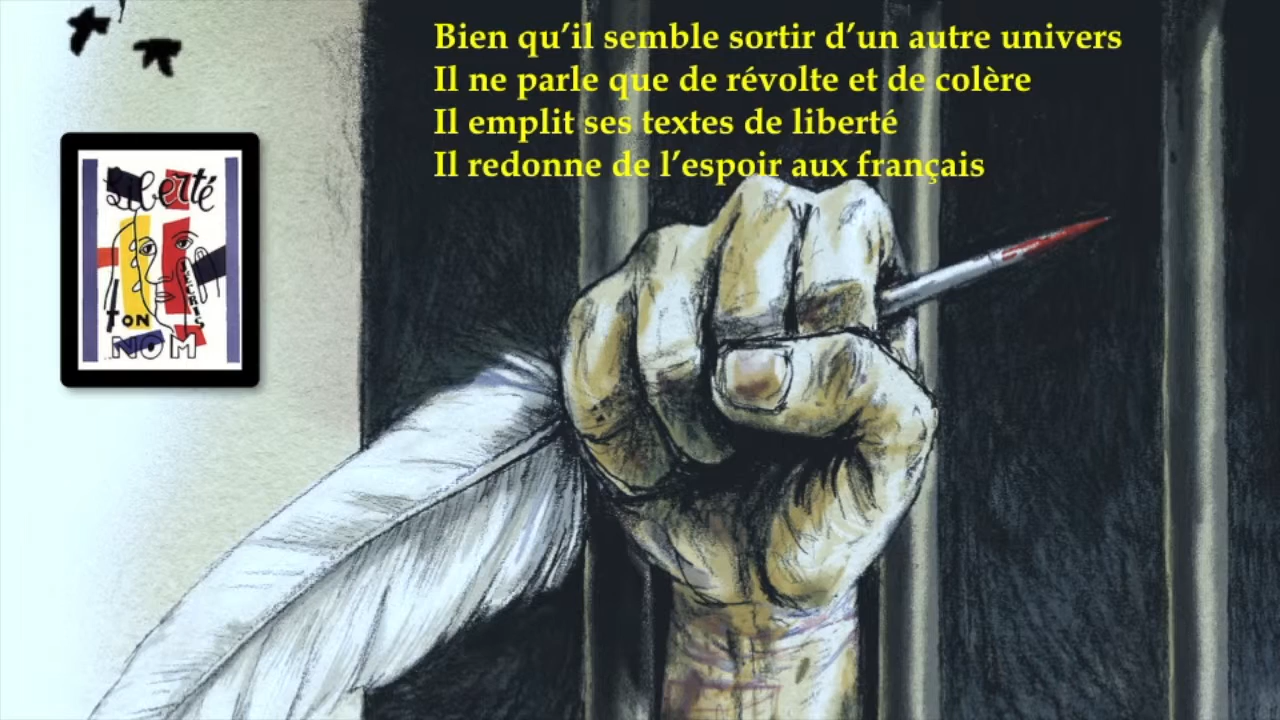 Bien qu’il semble sortir d’un autre univers
Il ne parle que de révolte et de colère
Il emplit ses textes de liberté
Il redonne de l’espoir aux français
Liberté
j'écris
ton
NOM